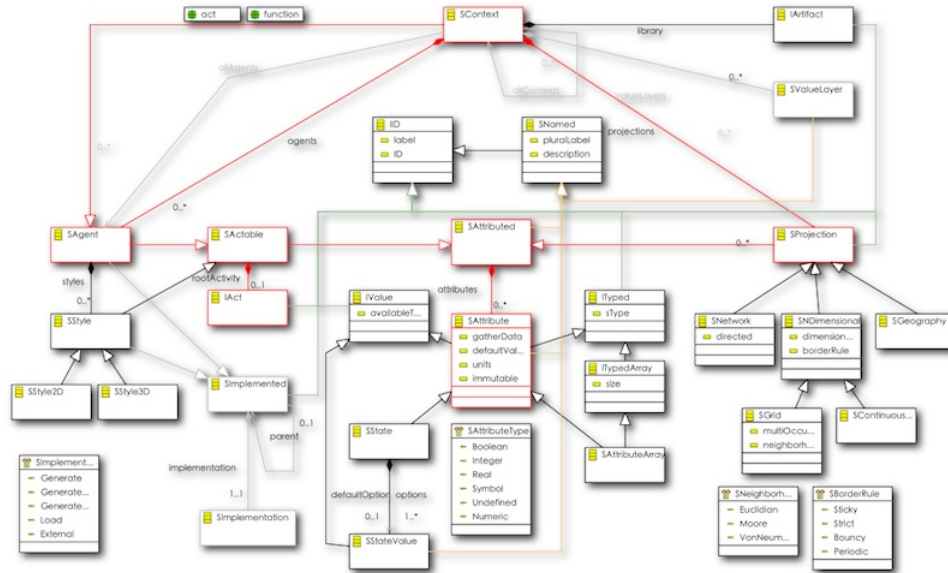 act
function
SContext
IArtifact
library
allAgents
0..*
allContexts
valueLayers
0..*
SValueLayer
IID
label
ID
SNamed
pluralLabel
description
projections
agents
0..*
0..*
0..*
SAgent
SActable
SAttributed
0..*
SProjection
styles
0..*
rootActivity
0..1
attributes
0..*
IAct
IValue
availableT...
SAttribute
gatherData
defaultVal...
units
immutable
ITyped
sType
SStyle
SNetwork
directed
SNDimensional
dimension...
borderRule
SGeography
ITypedArray
size
SStyle2D
SStyle3D
SImplemented
0..1
parent
SGrid
multiOccu...
neighborh...
SContinuous...
SState
SAttributeType
Boolean
Integer
Real
Symbol
Undefined
Numeric
SAttributeArray
SImplement...
Generate
Generate...
Generate...
Load
External
implementation
1..1
defaultOption
options
0..1
1..*
SNeighborh...
Euclidian
Moore
VonNeum...
SBorderRule
Sticky
Strict
Bouncy
Periodic
SImplementation
SStateValue